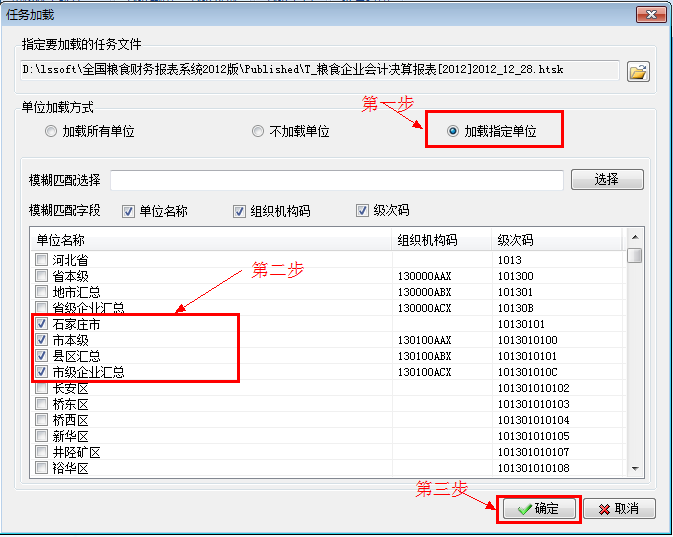 任务加载
指定要加载的任务文件
D:\lssoft\全国粮食财务报表系统2012版\Published\T_粮食企业会计决算报表[2012]2012_12_28.htsk
单位加载方式
第一步
加载所有单位 不加载单位 加载指定单位
模糊匹配选择 选择
模糊匹配字段 单位名称 组织机构码 级次码
单位名称 组织机构码 级次码
河北省 1013
省本级 130000AAX 101300
第二步
地市汇总 130000ABX 101301
省级企业汇总 130000ACX 10130B
石家庄市 10130101
市本级 130100AAX 1013010100
县区汇总 130100ABX 1013010101
市级企业汇总 130100ACX 101301010C
长安区 101301010102
桥东区 101301010103
桥西区 101301010104
新华区 101301010105
井陉矿区 101301010107
裕华区 101301010108
第三步
确定 取消